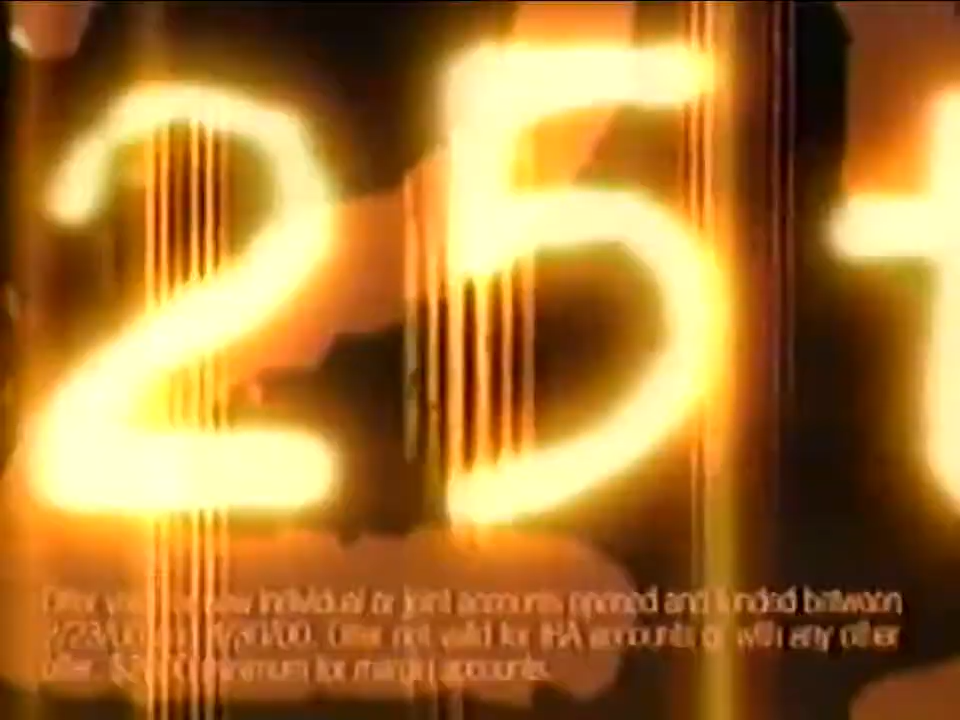 25 t
Offer valid for new individual or joint accounts opened and funded between
/30/00. Offer not valid for IRA accounts or with any other
offer. minimum for margin accounts.